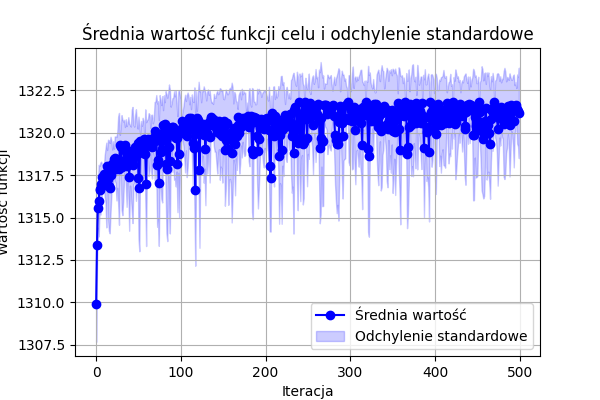 Średnia wartość funkcji celu i odchylenie standardowe
Wartość funkcji
1322.5
1320.0
1317.5
1315.0
1312.5
1310.0
1307.5
Średnia wartość
Odchylenie standardowe
0
100
200
300
400
500
Iteracja